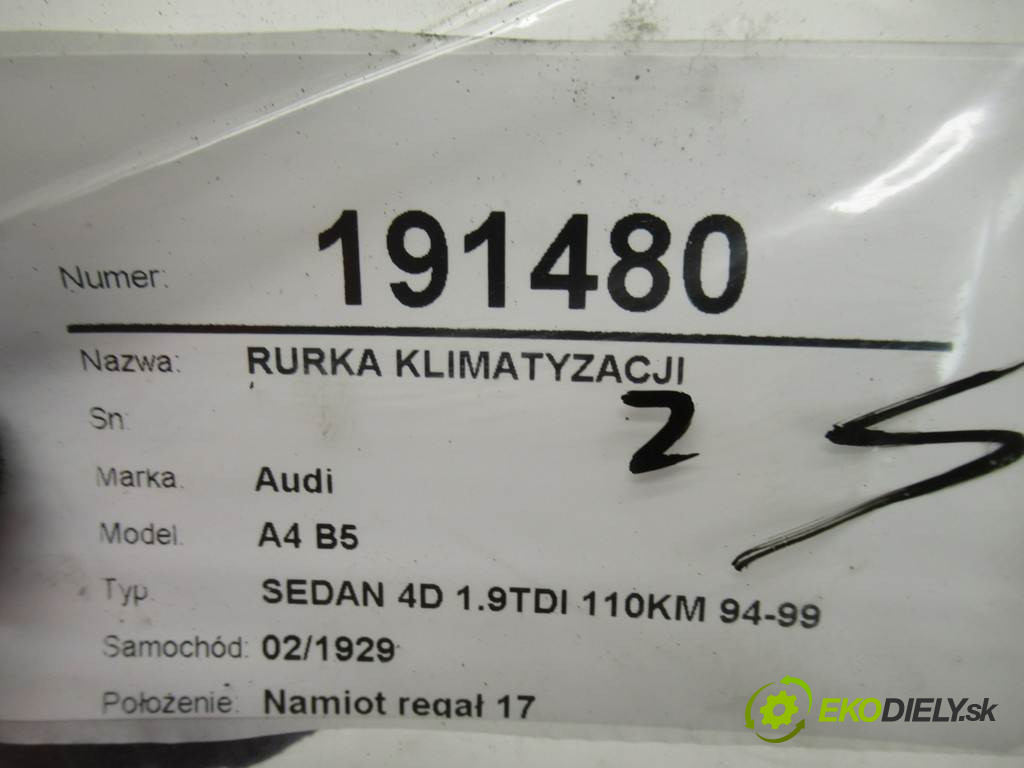 Numer: 191480
Nazwa: RURKA KLIMATYZACJI
Sn: 2 S
Marka: Audi
Model: A4 B5
Typ: SEDAN 4D 1.9TDI 110KM 94-99
Samochód: 02/1929
Położenie: Namiot regał 17
EKODIELY.sk